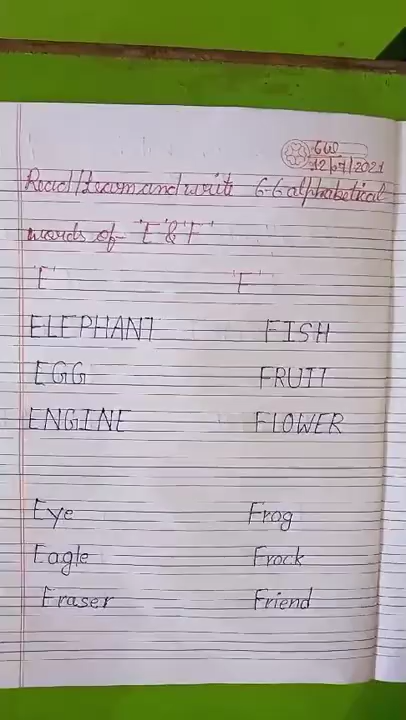 GW
12/07/2021
Read/Learn and write 6-6 alphabetical
words of "E" & "F"
'E' 'F'
ELEPHANT FISH
EGG FRUIT
ENGINE FLOWER
Eye Frog
Eagle Frock
Eraser Friend